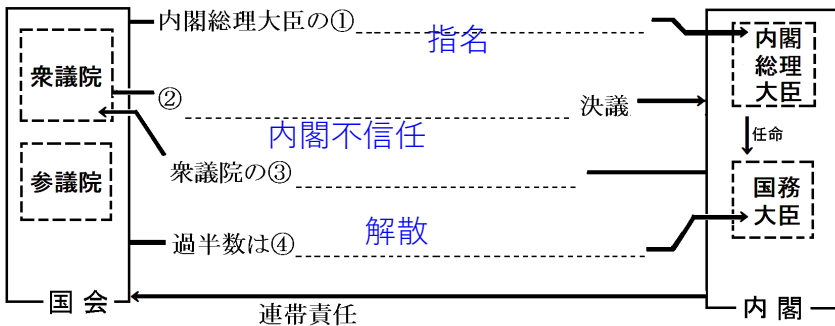 内閣総理大臣の①
指名
衆議院
内閣
総理
大臣
②
決議
内閣不信任
任命
衆議院の③
参議院
国務
大臣
解散
過半数は④
国会
連帯責任
内閣